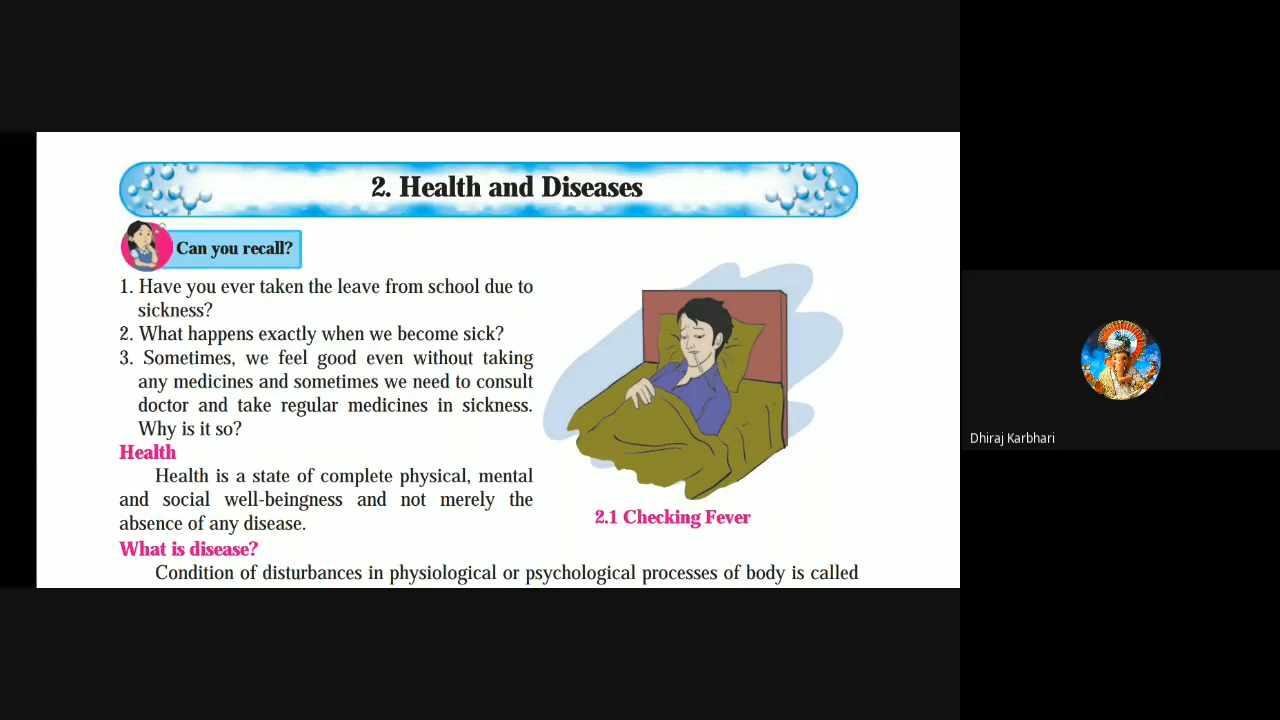 2. Health and Diseases
Can you recall?
1. Have you ever taken the leave from school due to
sickness?
2. What happens exactly when we become sick?
3. Sometimes, we feel good even without taking
any medicines and sometimes we need to consult
doctor and take regular medicines in sickness.
Why is it so?
Health
Health is a state of complete physical, mental
and social well-beingness and not merely the
absence of any disease.
2.1 Checking Fever
What is disease?
Condition of disturbances in physiological or psychological processes of body is called
Dhiraj Karbhari